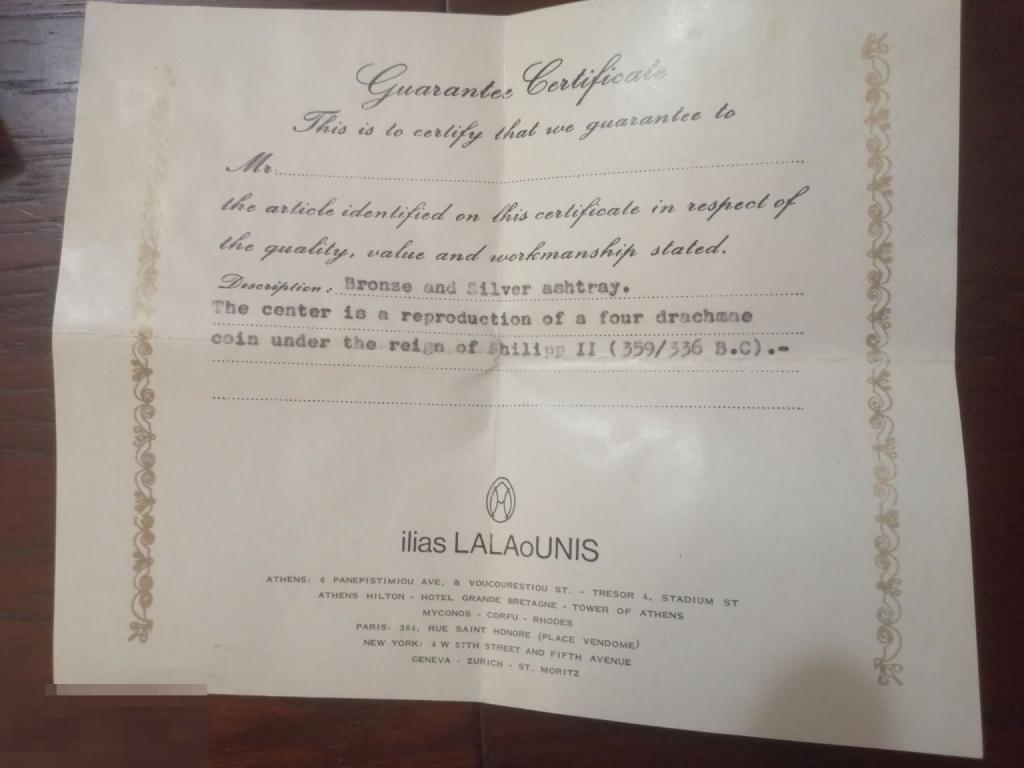 Guarantee Certificate
This is to certify that we guarantee to
Mr.
the article identified on this certificate in respect of
the quality, value and workmanship stated.
Description: Bronze and Silver ashtray.
The center is a reproduction of a four drachmae
coin under the reign of Philipp II (359/336 B.C).-
ilias LALAoUNIS
ATHENS: 6 PANEPISTIMIOU AVE, & VOUCOURESTIOU ST. - TRESOR 4, STADIUM ST
ATHENS HILTON - HOTEL GRANDE BRETAGNE - TOWER OF ATHENS
MYCONOS - CORFU - RHODES
PARIS: 364, RUE SAINT HONORE (PLACE VENDOME)
NEW YORK: 4 W 57TH STREET AND FIFTH AVENUE
GENEVA - ZURICH - ST. MORITZ